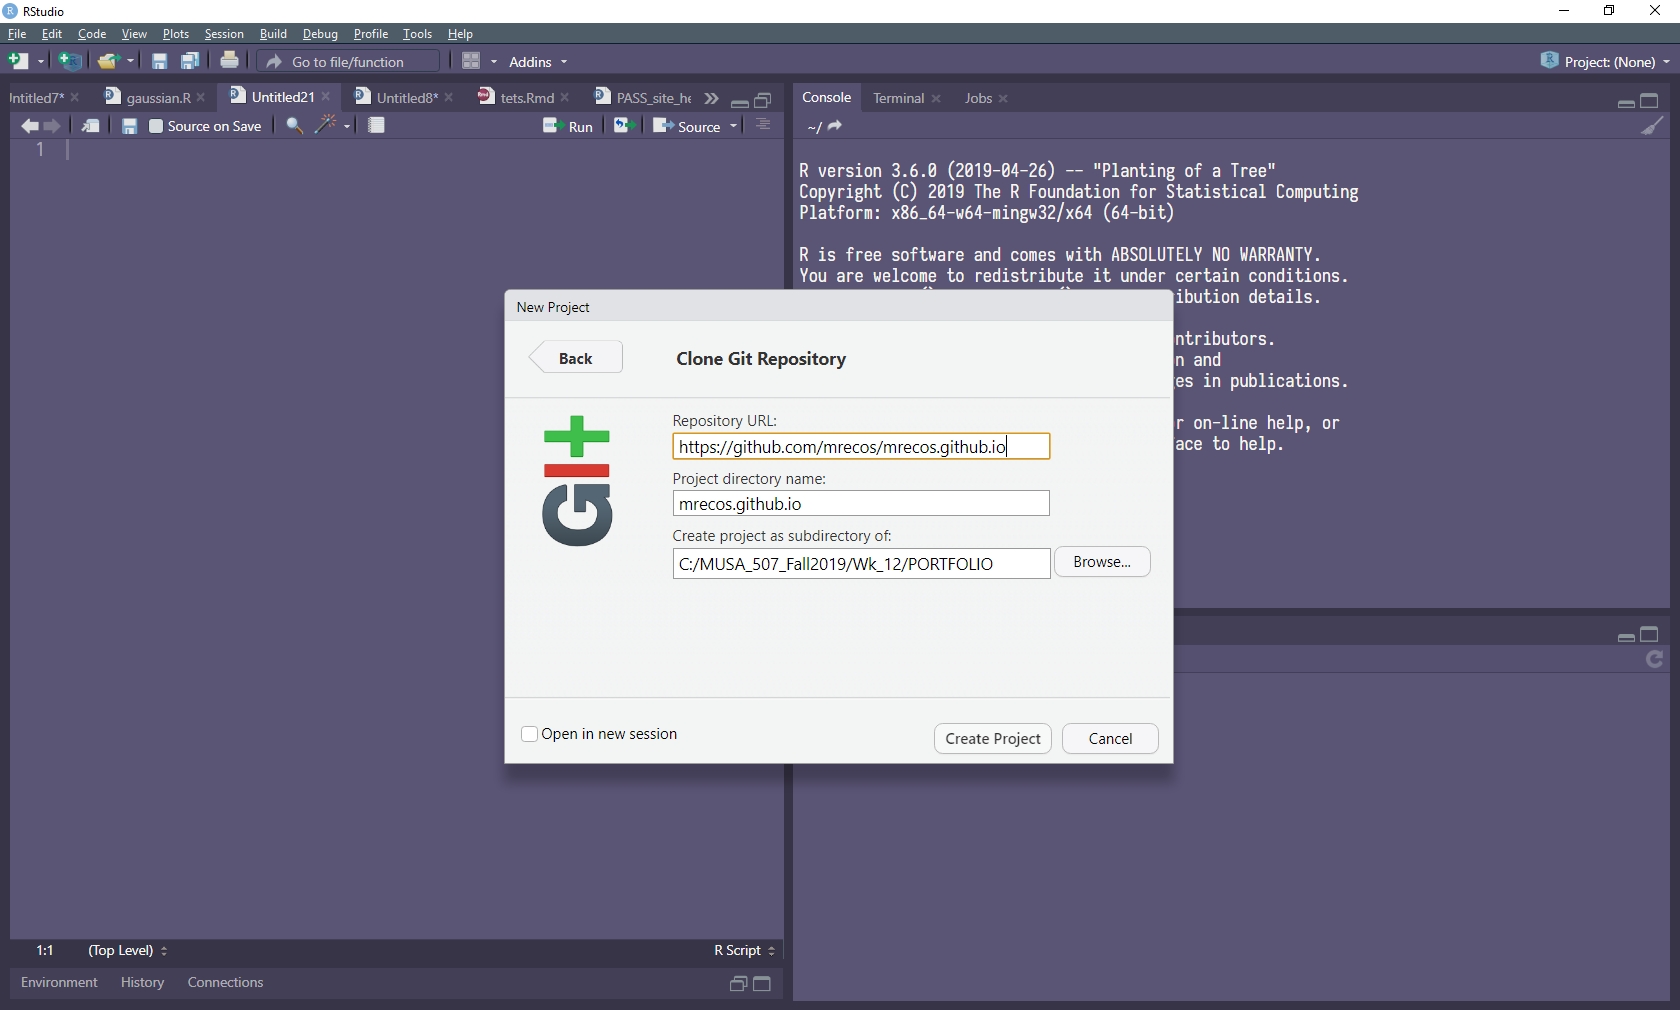 RStudio
File Edit Code View Plots Session Build Debug Profile Tools Help
Go to file/function Addins Project: (None)
gaussian.R Untitled21 Untitled8* tets.Rmd PASS_site_he
Source on Save Run Source
1
1:1 (Top Level) R Script
Environment History Connections
Console Terminal Jobs
~/
R version 3.6.0 (2019-04-26) -- "Planting of a Tree"
Copyright (C) 2019 The R Foundation for Statistical Computing
Platform: x86_64-w64-mingw32/x64 (64-bit)
R is free software and comes with ABSOLUTELY NO WARRANTY.
You are welcome to redistribute it under certain conditions.
ibution details.
ntributors.
n and
es in publications.
r on-line help, or
ace to help.
New Project
Back Clone Git Repository
GIt
Repository URL:
https://github.com/mrecos/mrecos.github.io
Project directory name:
mrecos.github.io
Create project as subdirectory of:
C:/MUSA_507_Fall2019/Wk_12/PORTFOLIO Browse...
Open in new session Create Project Cancel